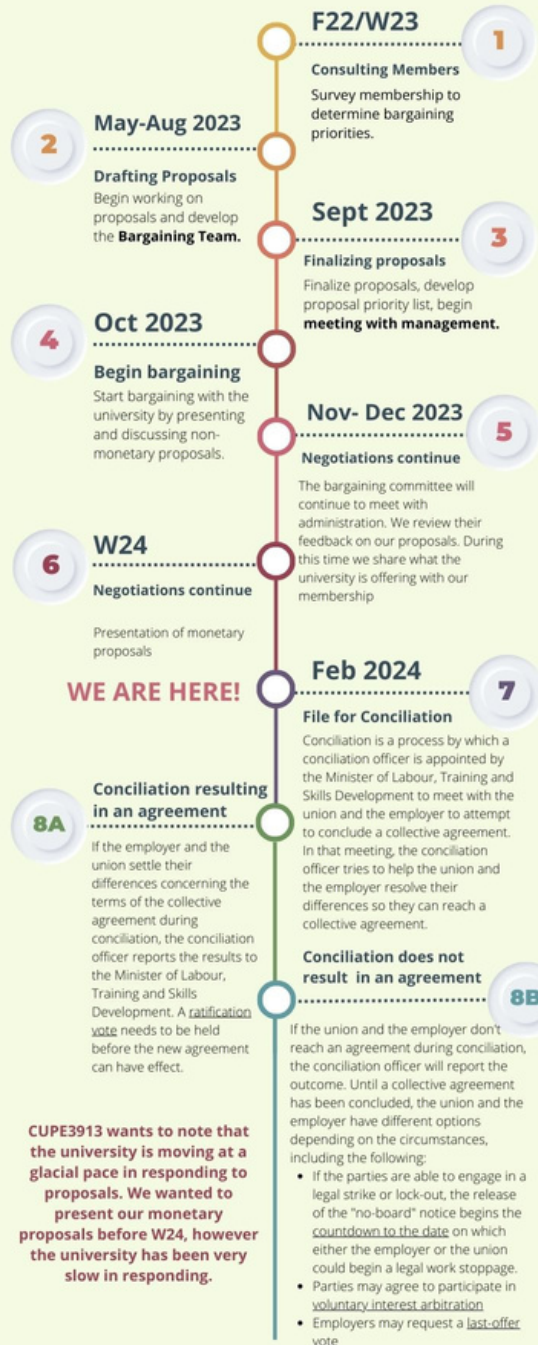 F22/W23
1
Consulting Members
Survey membership to
determine bargaining
priorities.
2
May-Aug 2023
Drafting Proposals
Begin working on
proposals and develop
the Bargaining Team.
Sept 2023
3
Finalizing proposals
Finalize proposals, develop
proposal priority list, begin
meeting with management.
4
Oct 2023
Begin bargaining
Start bargaining with the
university by presenting
and discussing non-
monetary proposals.
Nov- Dec 2023
5
Negotiations continue
The bargaining committee will
continue to meet with
administration. We review their
feedback on our proposals. During
this time we share what the
university is offering with our
membership
6
W24
Negotiations continue
Presentation of monetary
proposals
WE ARE HERE!
Feb 2024
7
File for Conciliation
Conciliation is a process by which a
conciliation officer is appointed by
the Minister of Labour, Training and
Skills Development to meet with the
union and the employer to attempt
to conclude a collective agreement.
In that meeting, the conciliation
officer tries to help the union and
the employer resolve their
differences so they can reach a
collective agreement.
8A
Conciliation resulting
in an agreement
If the employer and the
union settle their
differences concerning the
terms of the collective
agreement during
conciliation, the conciliation
officer reports the results to
the Minister of Labour,
Training and Skills
Development. A ratification
vote needs to be held
before the new agreement
can have effect.
Conciliation does not
result in an agreement
8B
If the union and the employer don't
reach an agreement during conciliation,
the conciliation officer will report the
outcome. Until a collective agreement
has been concluded, the union and the
employer have different options
depending on the circumstances,
including the following:
• If the parties are able to engage in a
legal strike or lock-out, the release
of the "no-board" notice begins the
countdown to the date on which
either the employer or the union
could begin a legal work stoppage.
• Parties may agree to participate in
voluntary interest arbitration
• Employers may request a last-offer
vote
CUPE3913 wants to note that
the university is moving at a
glacial pace in responding to
proposals. We wanted to
present our monetary
proposals before W24, however
the university has been very
slow in responding.